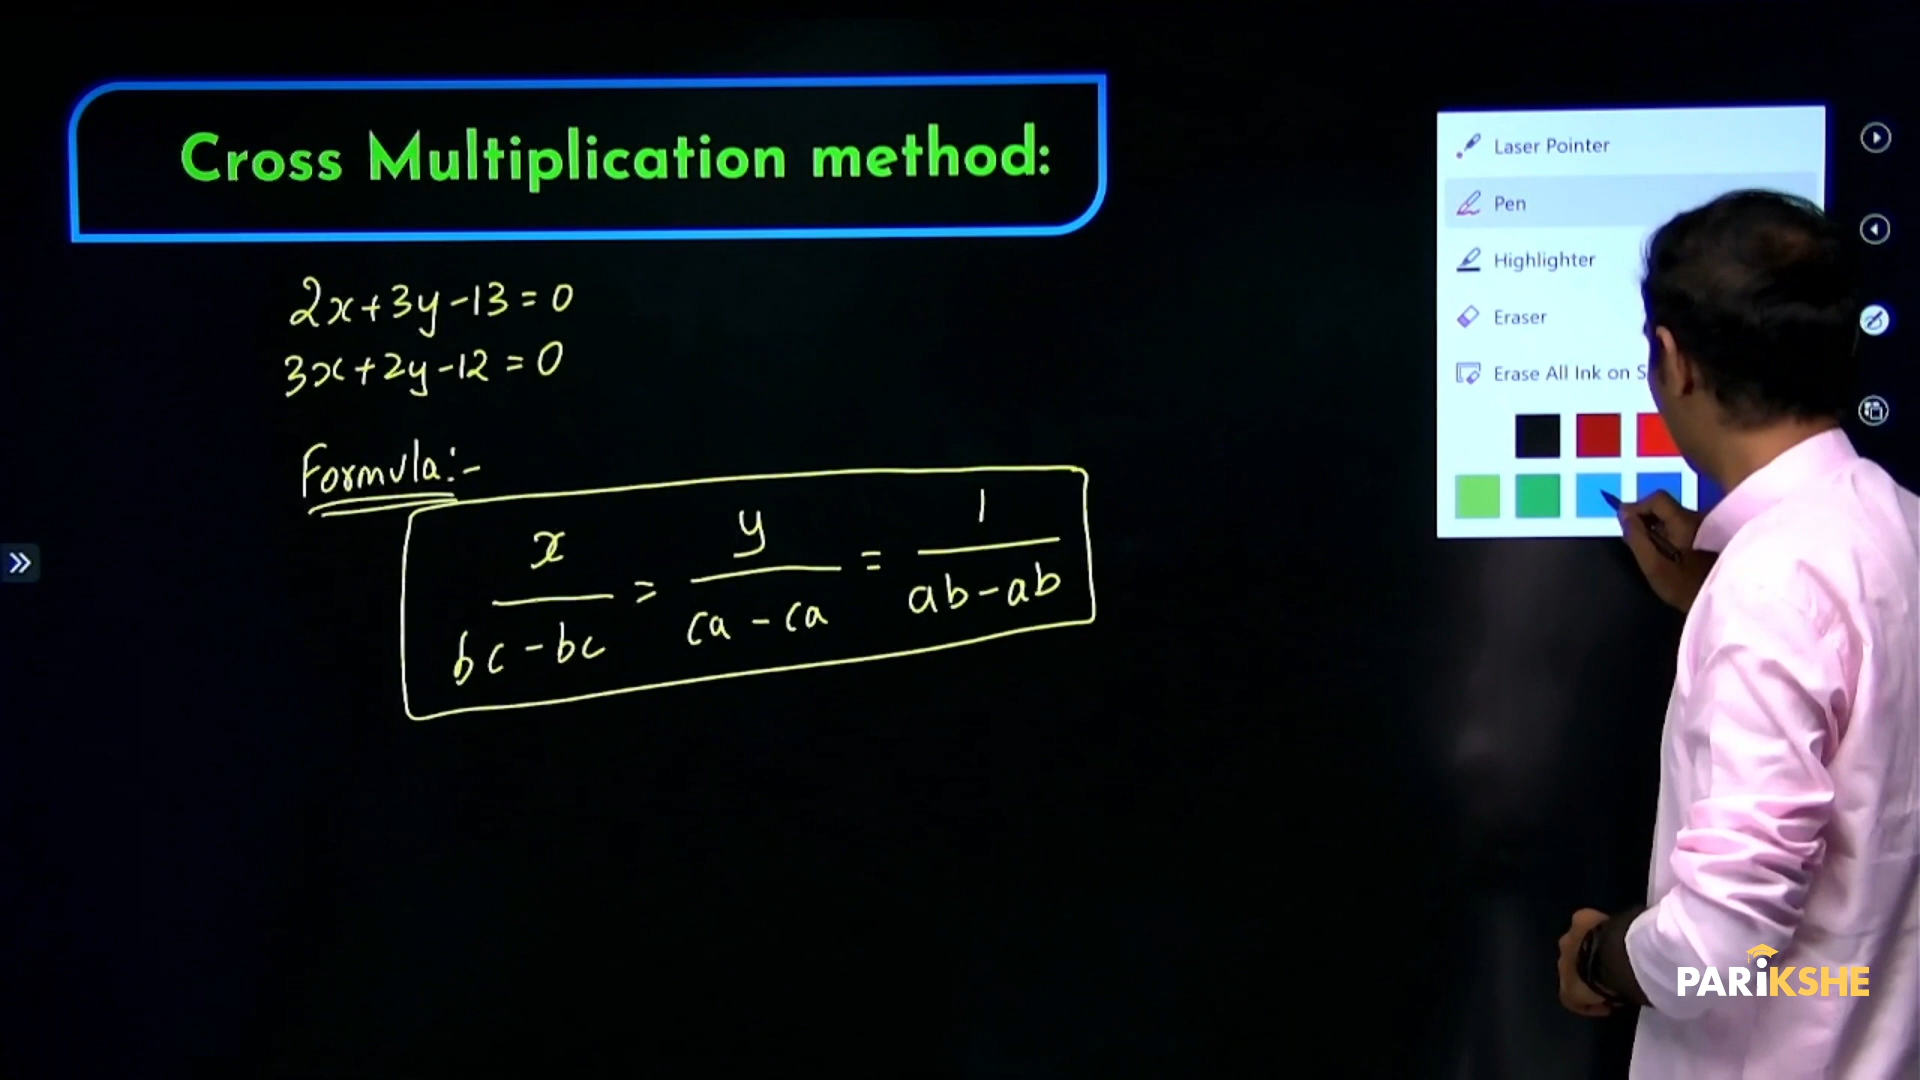 Cross Multiplication method:
2x+3y-13=0
3x+2y-12=0
Formula:-
x/bc-bc = y/ca-ca = 1/ab-ab
Laser Pointer
Pen
Highlighter
Eraser
Erase All Ink on S
PARiKSHE